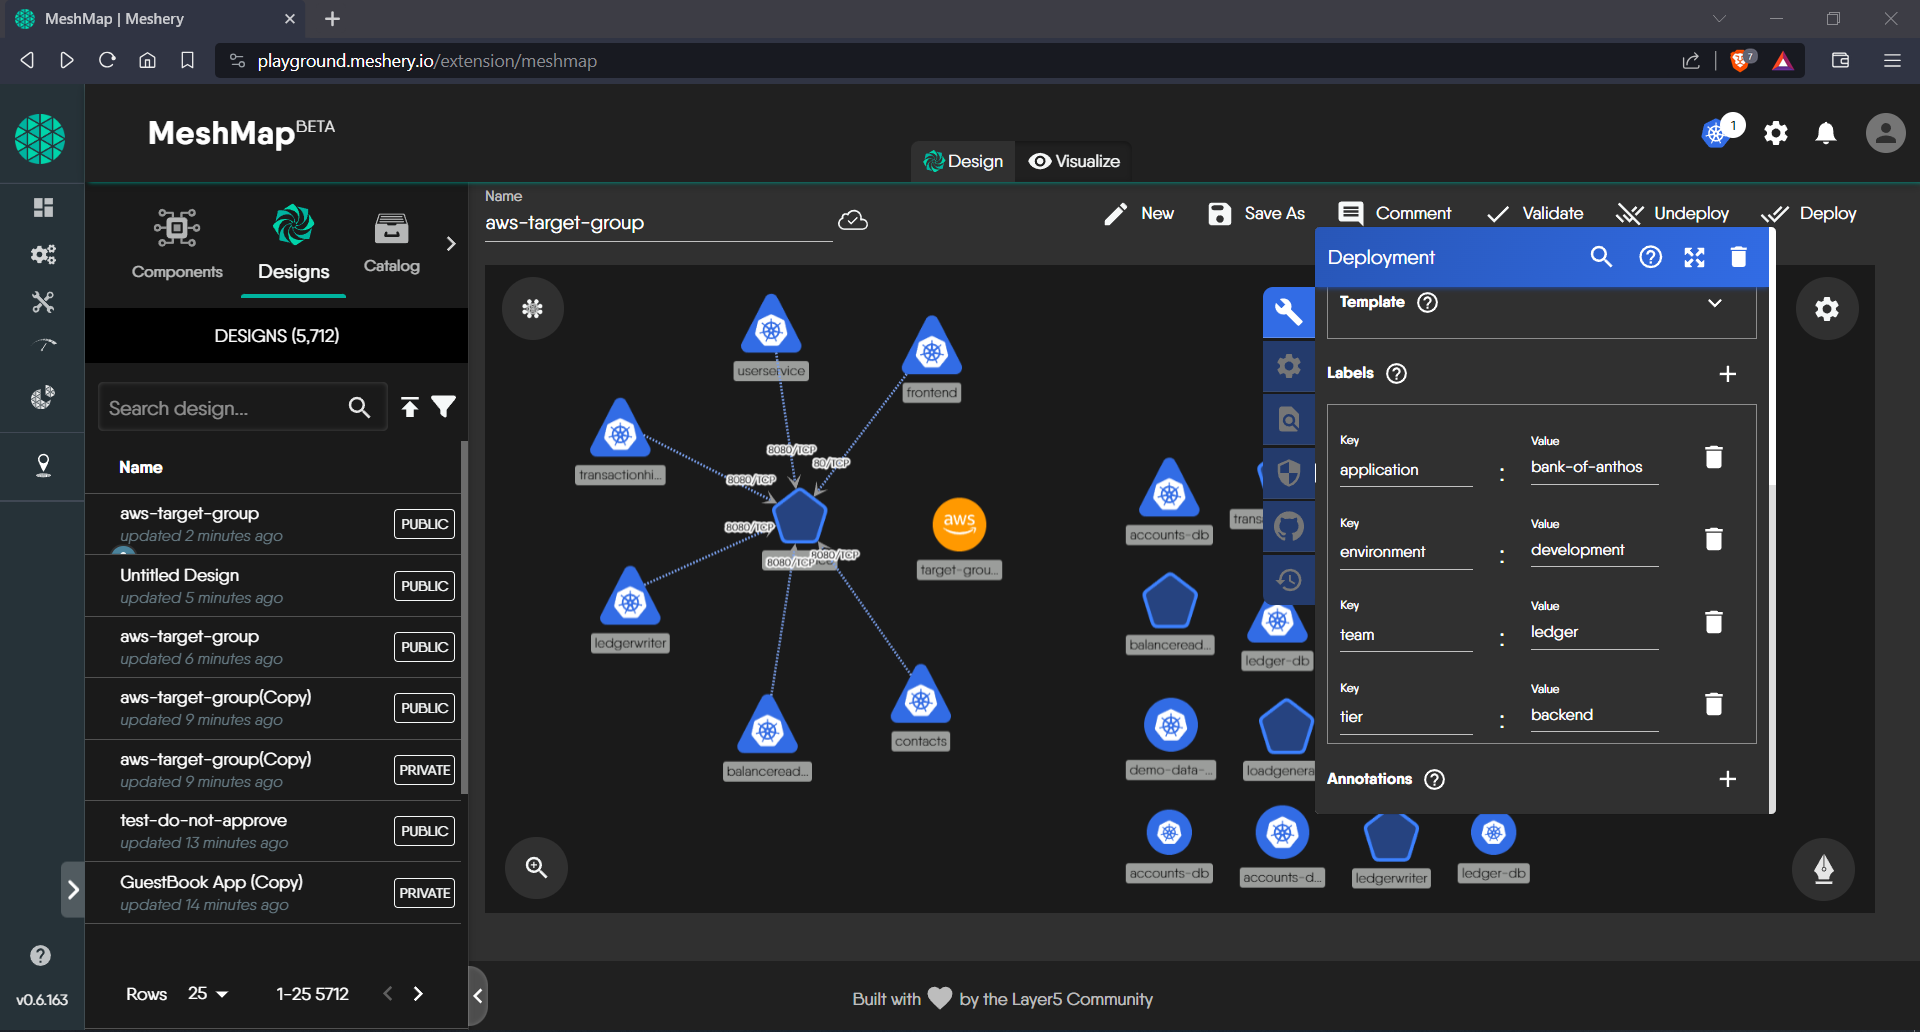 MeshMap | Meshery
playground.meshery.io/extension/meshmap
7
MeshMap BETA
1
Design
Visualize
Components
Designs
Catalog
DESIGNS (5,712)
Search design...
Name
aws-target-group
updated 2 minutes ago
PUBLIC
Untitled Design
updated 5 minutes ago
PUBLIC
aws-target-group
updated 6 minutes ago
PUBLIC
aws-target-group(Copy)
updated 9 minutes ago
PUBLIC
aws-target-group(Copy)
updated 9 minutes ago
PRIVATE
test-do-not-approve
updated 13 minutes ago
PUBLIC
GuestBook App (Copy)
updated 14 minutes ago
PRIVATE
Rows 25 1-25 5712
v0.6.163
Name
aws-target-group
New
Save As
Comment
Validate
Undeploy
Deploy
userservice
frontend
transactionhi...
8080/TCP
80/TCP
8080/TCP
8080/TCP
8080/TCP
8080/TCP
aws
target-grou...
ledgerwriter
balanceread...
contacts
accounts-db
trans
balanceread...
ledger-db
demo-data-...
loadgenera
accounts-db
accounts-d...
ledgerwriter
ledger-db
Deployment
Template
Labels
Key
application
:
Value
bank-of-anthos
Key
environment
:
Value
development
Key
team
:
Value
ledger
Key
tier
:
Value
backend
Annotations
Built with by the Layer5 Community